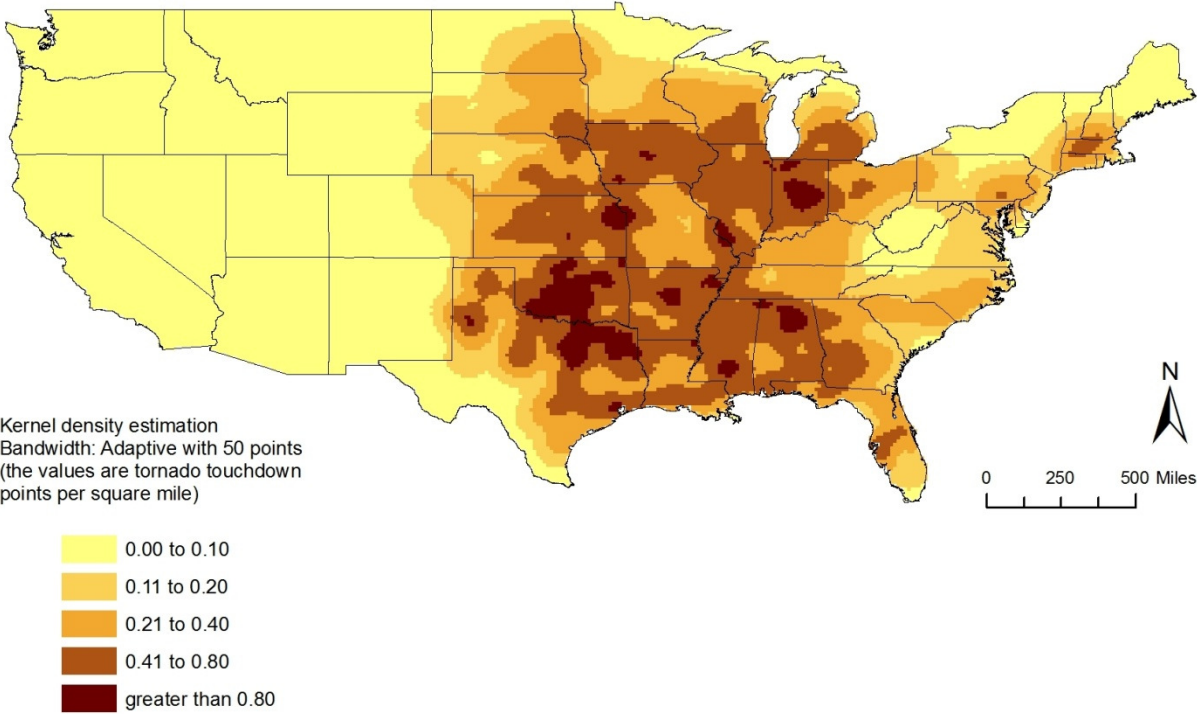 N
Kernel density estimation
Bandwidth: Adaptive with 50 points
(the values are tornado touchdown
points per square mile)
0 250 500 Miles
0.00 to 0.10
0.11 to 0.20
0.21 to 0.40
0.41 to 0.80
greater than 0.80